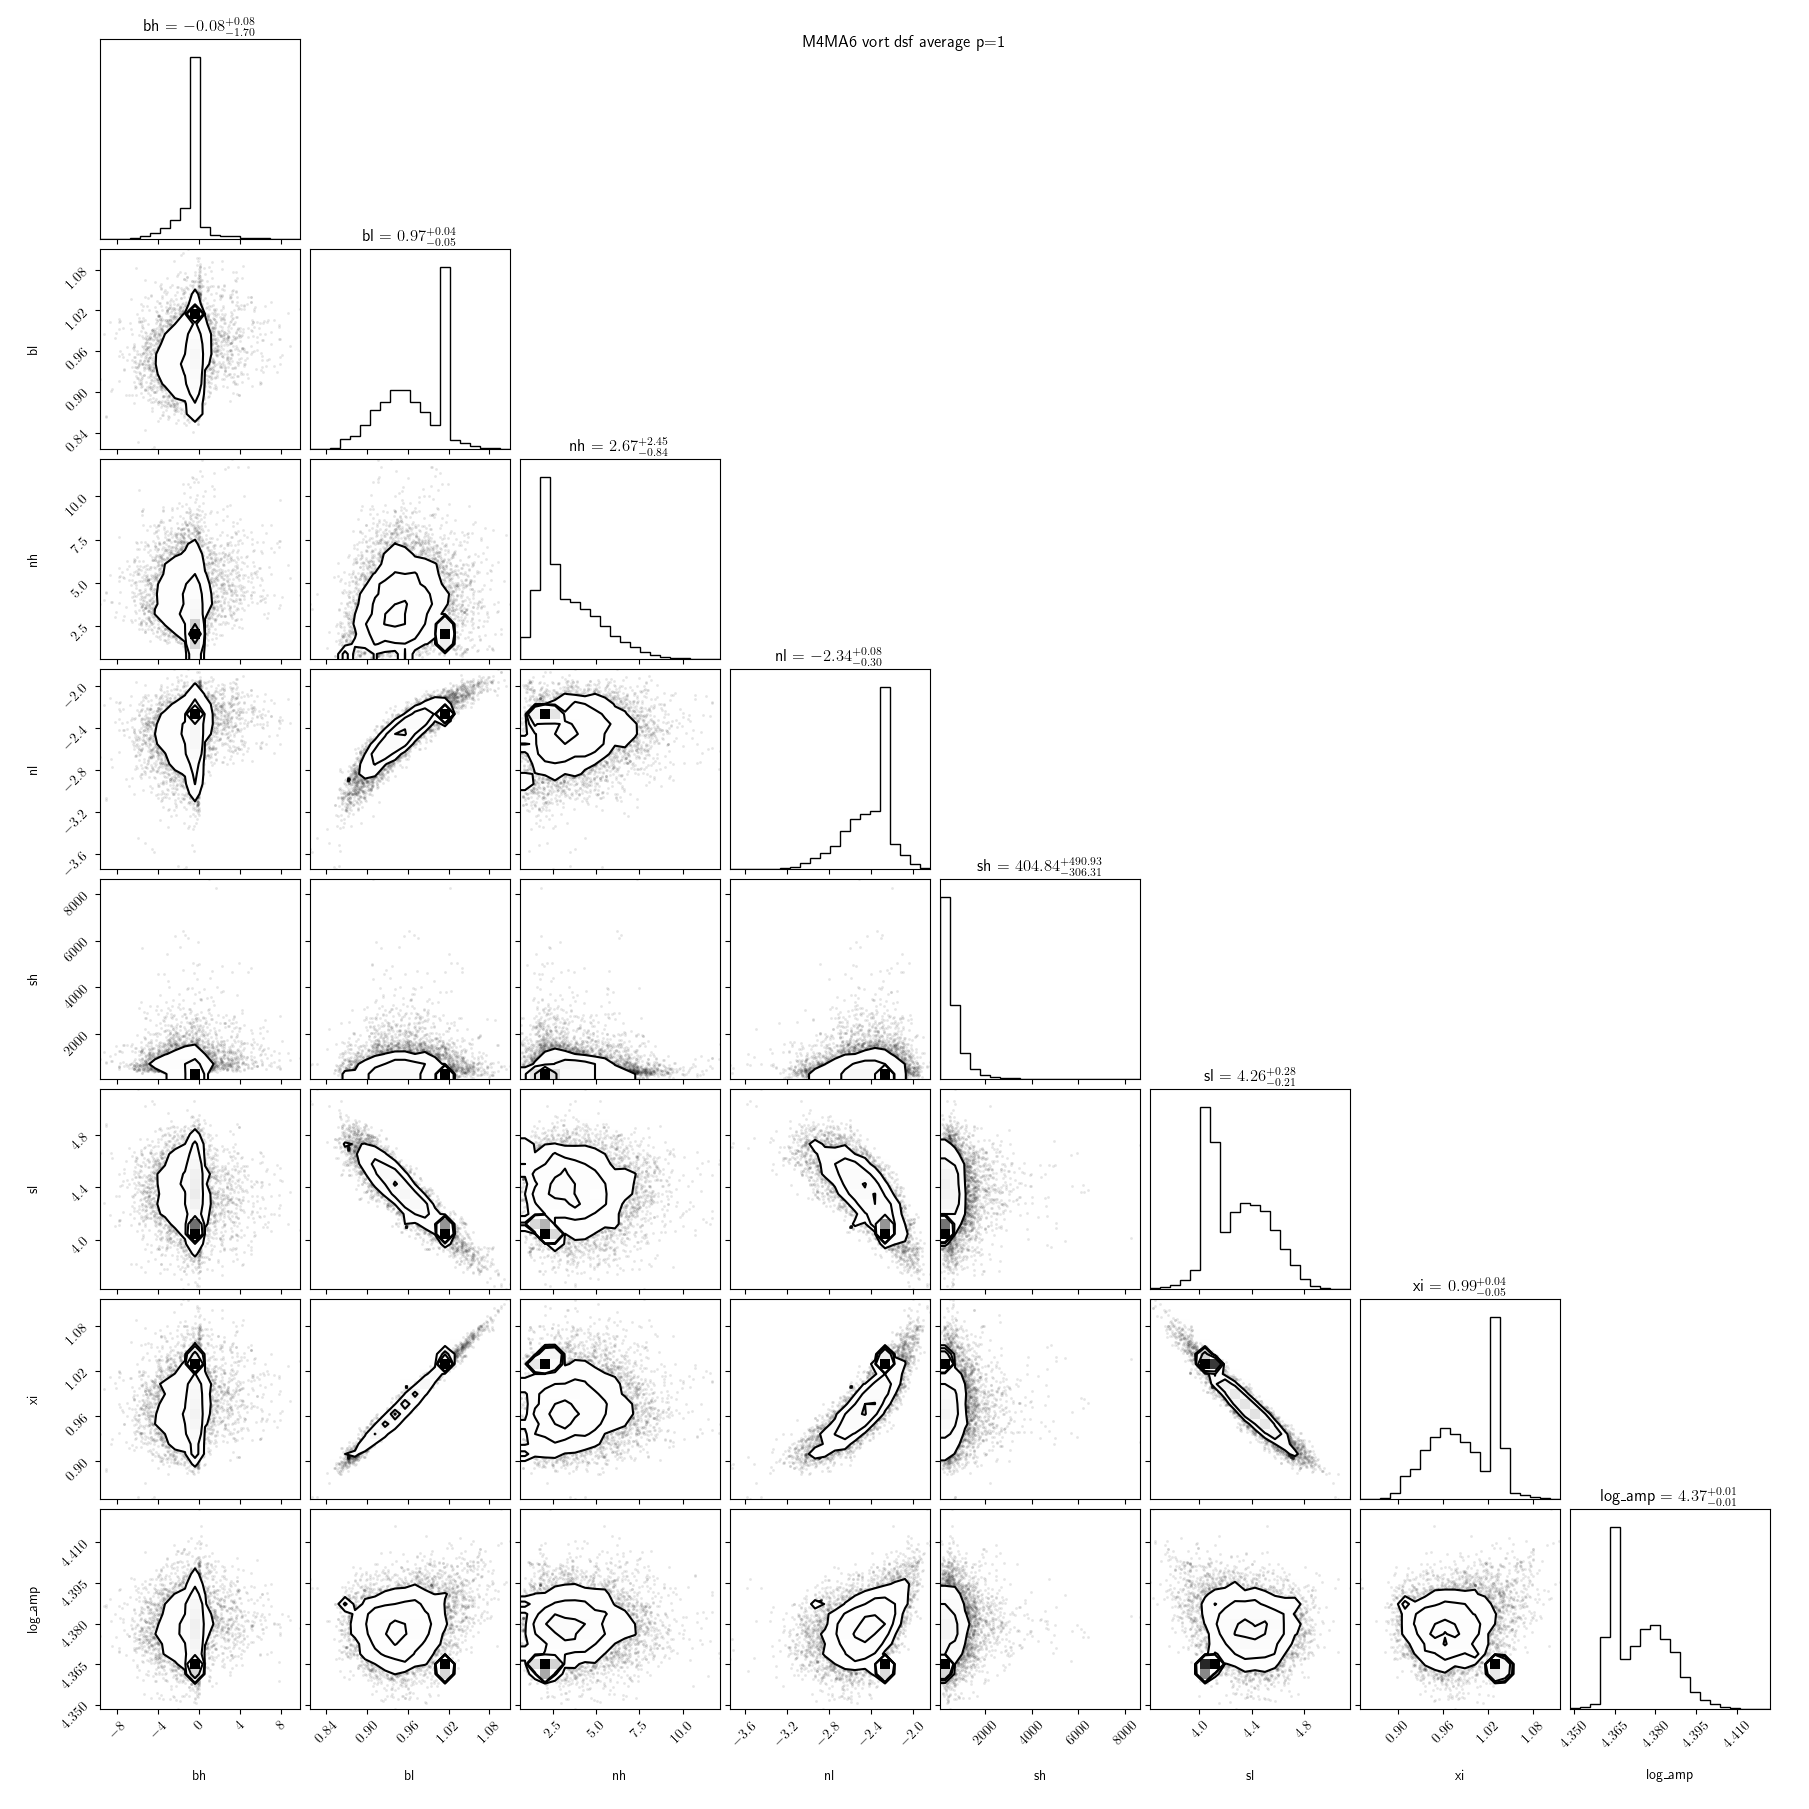 bh = −0.08+0.08−1.70
M4MA6 vort dsf average p=1
bl = 0.97+0.04−0.05
1.08
1.02
0.96
0.90
0.84
bl
nh = 2.67+2.45−0.84
10.0
7.5
5.0
2.5
nh
nl = −2.34+0.08−0.30
−2.0
−2.4
−2.8
−3.2
−3.6
nl
sh = 404.84+490.93−306.31
8000
6000
4000
2000
sh
sl = 4.26+0.28−0.21
4.8
4.4
4.0
sl
xi = 0.99+0.04−0.05
1.08
1.02
0.96
0.90
xi
log_amp = 4.37+0.01−0.01
4.410
4.395
4.380
4.365
4.350
log_amp
−8 −4 0 4 8
0.84 0.90 0.96 1.02 1.08
2.5 5.0 7.5 10.0
−3.6 −3.2 −2.8 −2.4 −2.0
2000 4000 6000 8000
4.0 4.4 4.8
0.90 0.96 1.02 1.08
4.350 4.365 4.380 4.395 4.410
bh bl nh nl sh sl xi log_amp